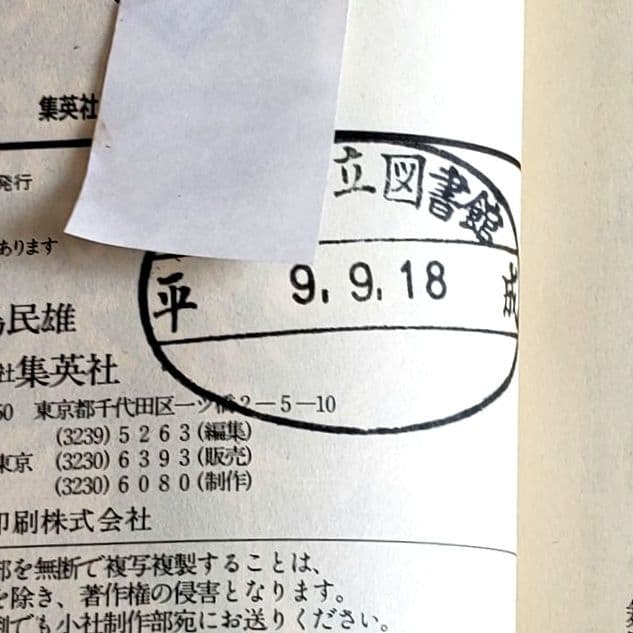 集英社
発行
立図書館
あります
平 9.9.18
民雄
社集英社
50 東京都千代田区一ツ橋2-5-10
(3239)5263(編集)
東京 (3230)6393(販売)
(3230)6080(制作)
印刷株式会社
部を無断で複写複製することは、
を除き、著作権の侵害となります。
でも小社制作部宛にお送りください。